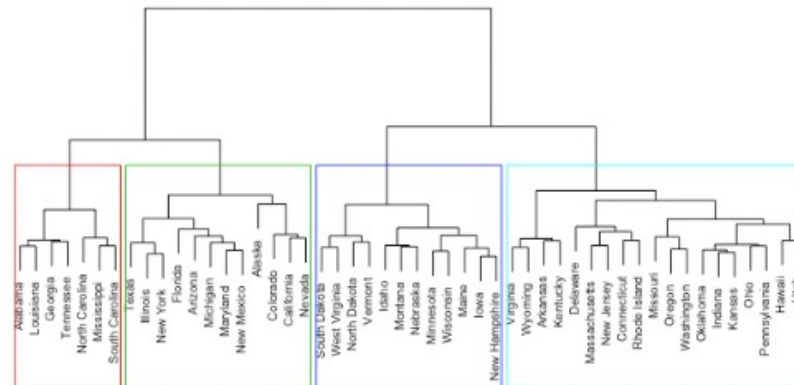 Alabama
Louisiana
Georgia
Tennessee
North Carolina
Mississippi
South Carolina
Texas
Illinois
New York
Florida
Arizona
Michigan
Maryland
New Mexico
Alaska
Colorado
California
Nevada
South Dakota
West Virginia
North Dakota
Vermont
Idaho
Montana
Nebraska
Minnesota
Wisconsin
Maine
Iowa
New Hampshire
Virginia
Wyoming
Arkansas
Kentucky
Delaware
Massachusetts
New Jersey
Connecticut
Rhode Island
Missouri
Oregon
Washington
Oklahoma
Indiana
Kansas
Ohio
Pennsylvania
Hawaii